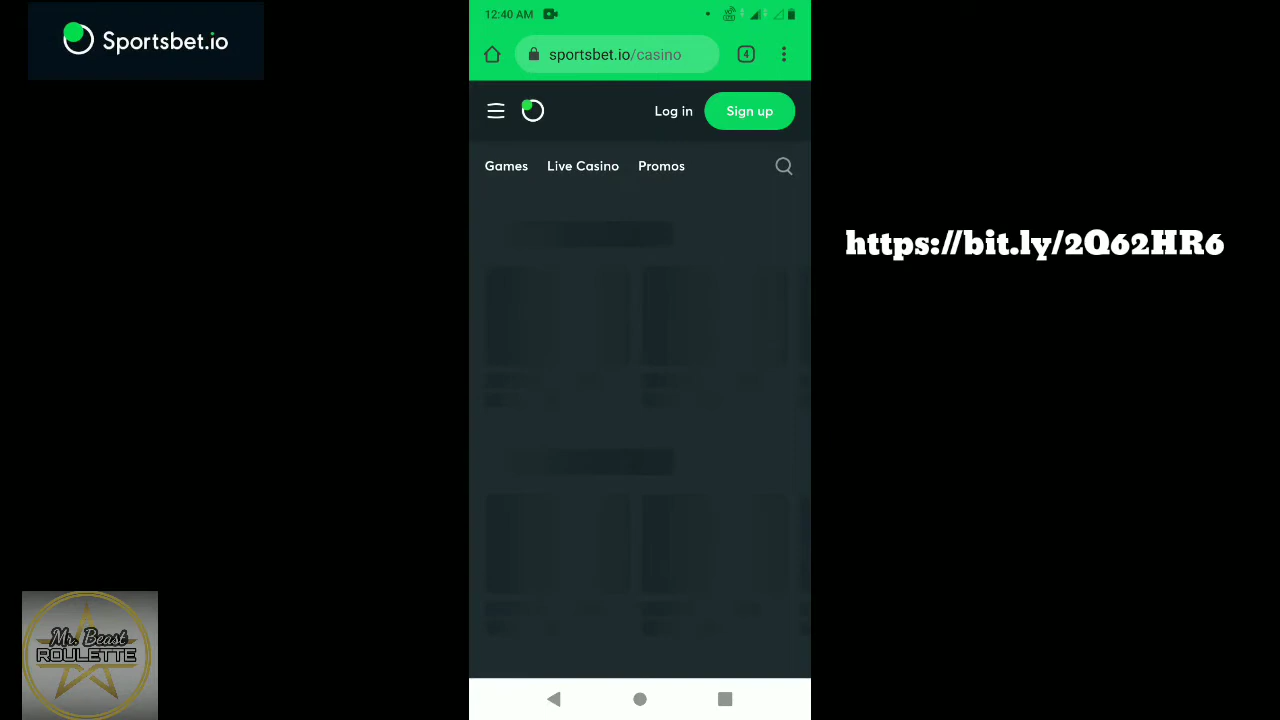 Sportsbet.io
12:40 AM
sportsbet.io/casino
4
Log in
Sign up
Games
Live Casino
Promos
https://bit.ly/2Q62HR6
Mr. Beast
ROULETTE